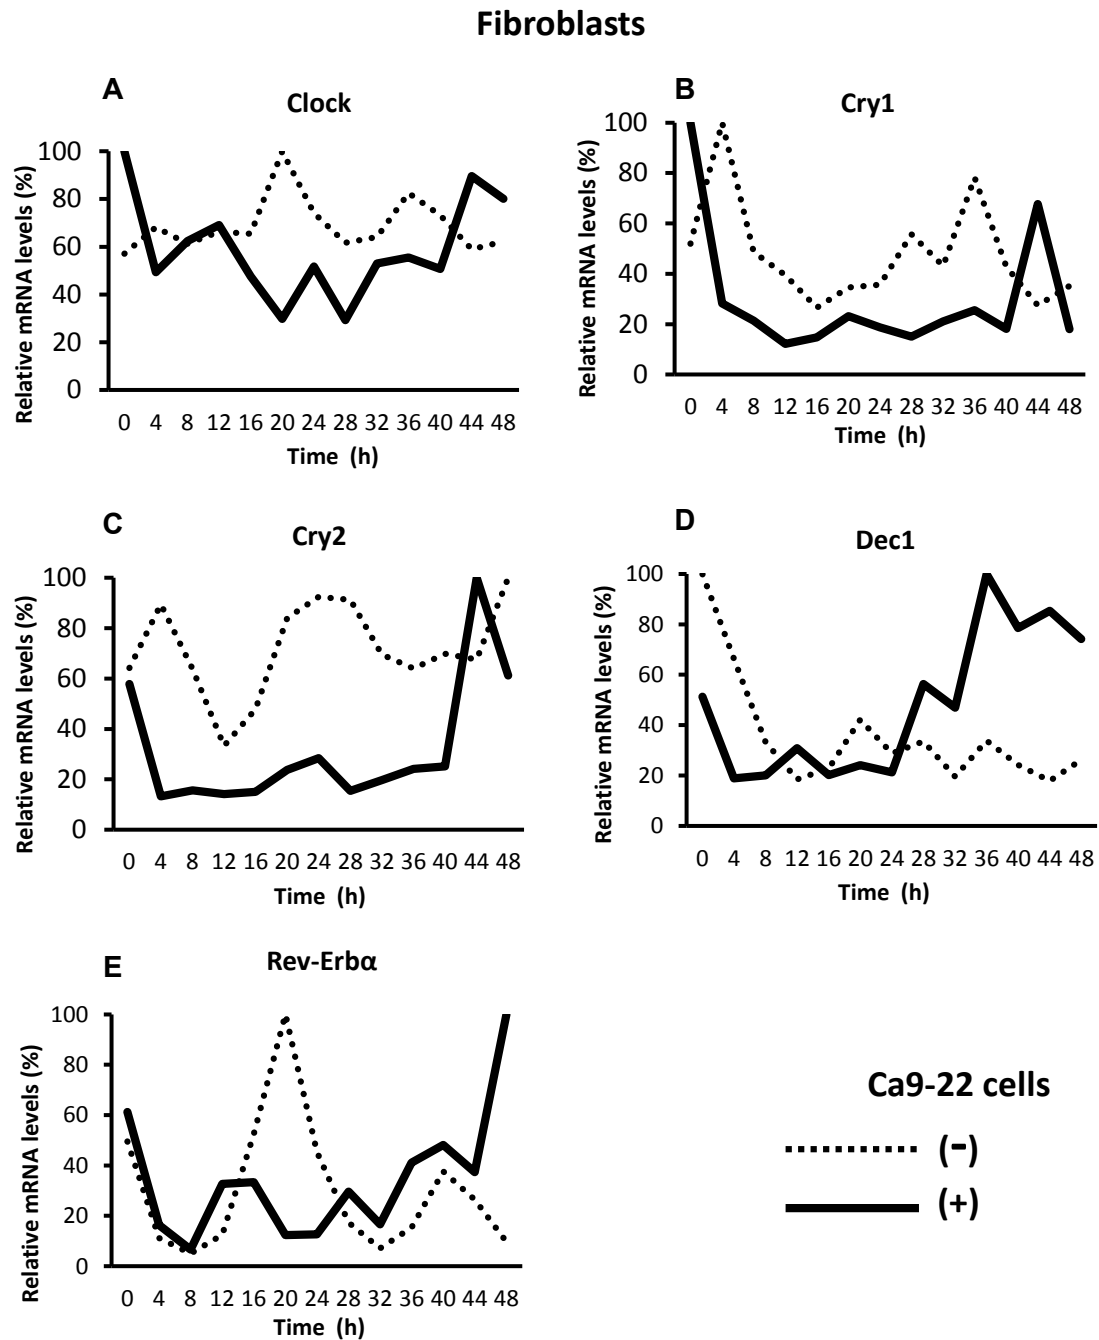 Fibroblasts
A
Clock
Relative mRNA levels (%)
100
80
60
40
20
0
0 4 8 12 16 20 24 28 32 36 40 44 48
Time (h)
B
Cry1
Relative mRNA levels (%)
100
80
60
40
20
0
0 4 8 12 16 20 24 28 32 36 40 44 48
Time (h)
C
Cry2
Relative mRNA levels (%)
100
80
60
40
20
0
0 4 8 12 16 20 24 28 32 36 40 44 48
Time (h)
D
Dec1
Relative mRNA levels (%)
100
80
60
40
20
0
0 4 8 12 16 20 24 28 32 36 40 44 48
Time (h)
E
Rev-Erbα
Relative mRNA levels (%)
100
80
60
40
20
0
0 4 8 12 16 20 24 28 32 36 40 44 48
Time (h)
Ca9-22 cells
(-)
(+)